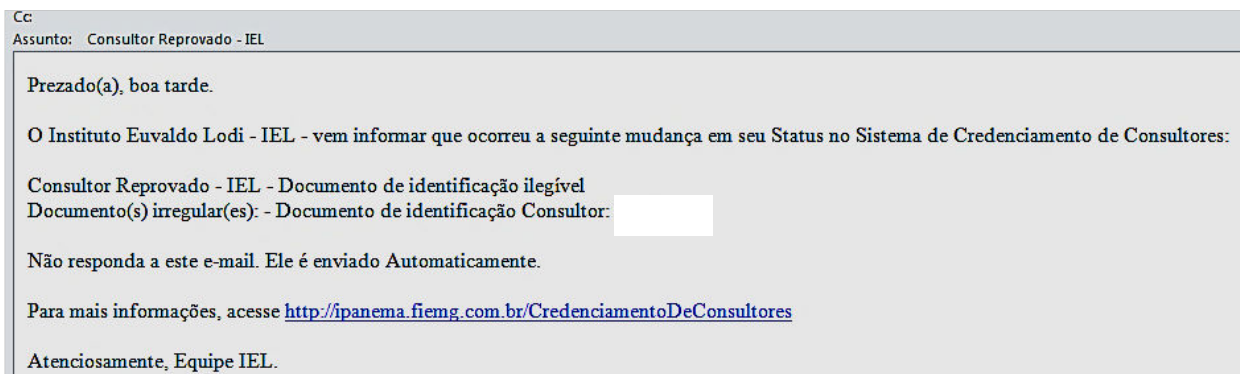 Cc:
Assunto: Consultor Reprovado - IEL
Prezado(a), boa tarde.
O Instituto Euvaldo Lodi - IEL - vem informar que ocorreu a seguinte mudança em seu Status no Sistema de Credenciamento de Consultores:
Consultor Reprovado - IEL - Documento de identificação ilegível
Documento(s) irregular(es): - Documento de identificação Consultor:
Não responda a este e-mail. Ele é enviado Automaticamente.
Para mais informações, acesse http://ipanema.fiemg.com.br/CredenciamentoDeConsultores
Atenciosamente, Equipe IEL.